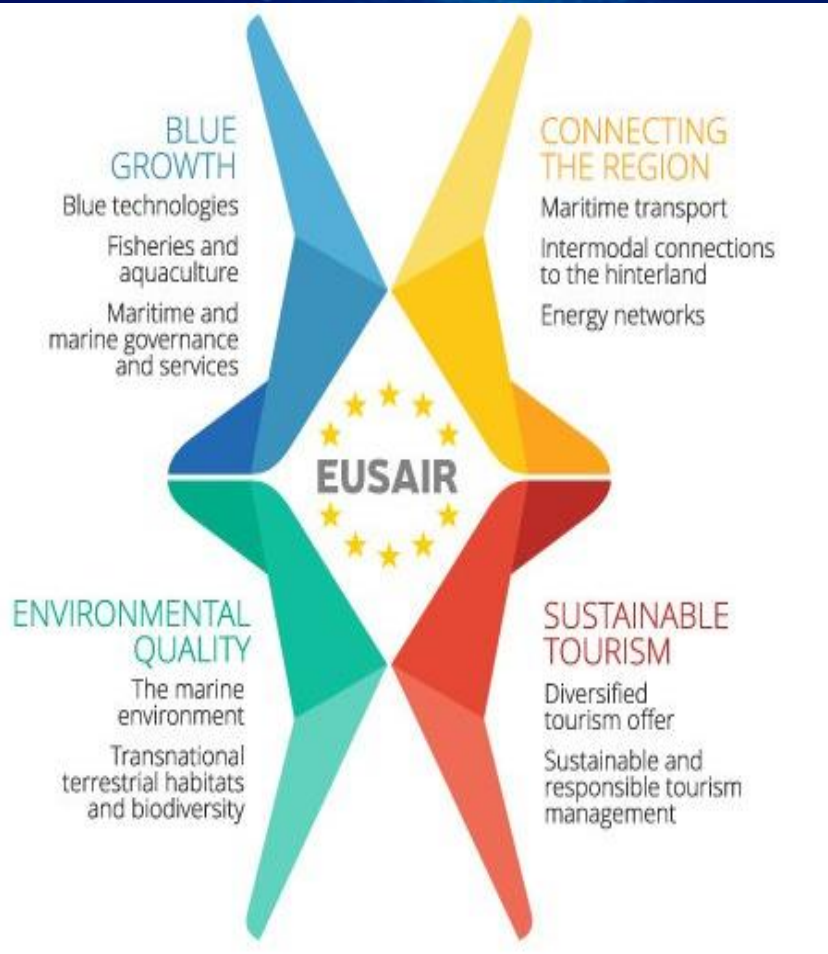 BLUE
GROWTH
Blue technologies
Fisheries and
aquaculture
Maritime and
marine governance
and services
CONNECTING
THE REGION
Maritime transport
Intermodal connections
to the hinterland
Energy networks
EUSAIR
ENVIRONMENTAL
QUALITY
The marine
environment
Transnational
terrestrial habitats
and biodiversity
SUSTAINABLE
TOURISM
Diversified
tourism offer
Sustainable and
responsible tourism
management